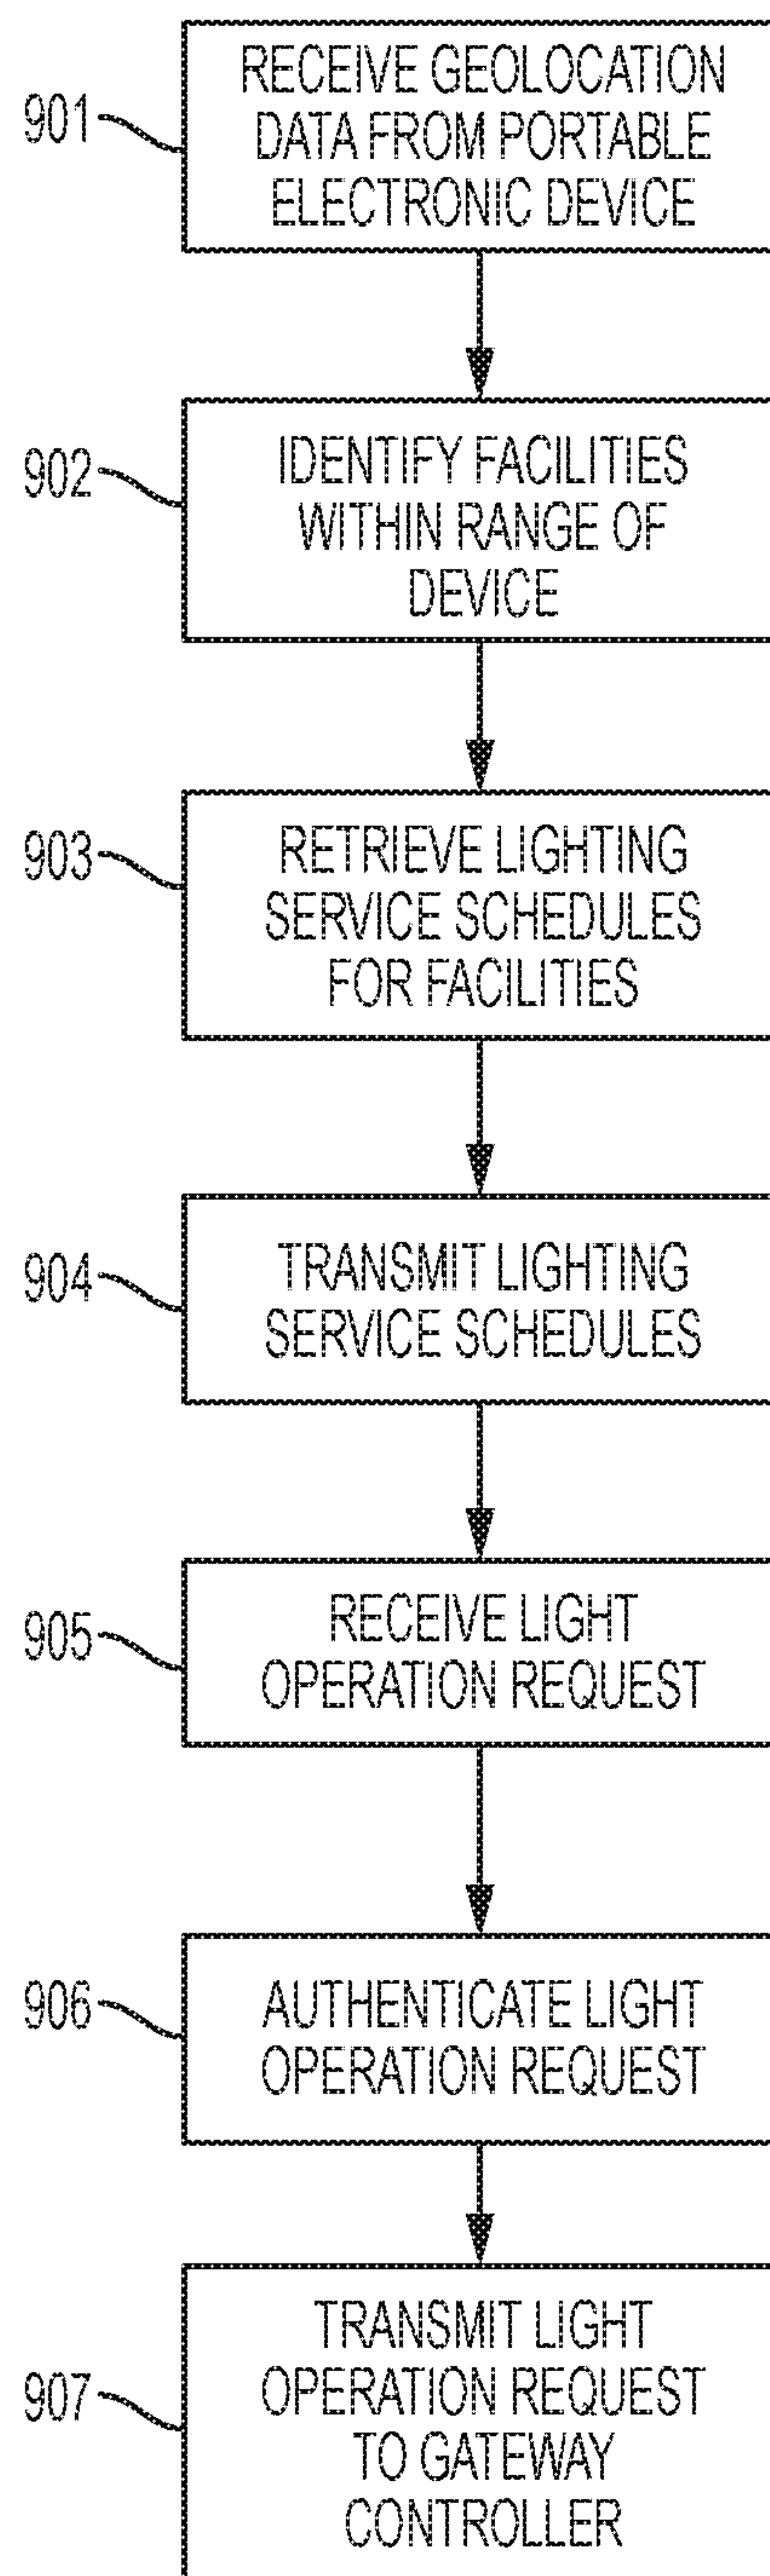 901
RECEIVE GEOLOCATION
DATA FROM PORTABLE
ELECTRONIC DEVICE
902
IDENTIFY FACILITIES
WITHIN RANGE OF
DEVICE
903
RETRIEVE LIGHTING
SERVICE SCHEDULES
FOR FACILITIES
904
TRANSMIT LIGHTING
SERVICE SCHEDULES
905
RECEIVE LIGHT
OPERATION REQUEST
906
AUTHENTICATE LIGHT
OPERATION REQUEST
907
TRANSMIT LIGHT
OPERATION REQUEST
TO GATEWAY
CONTROLLER